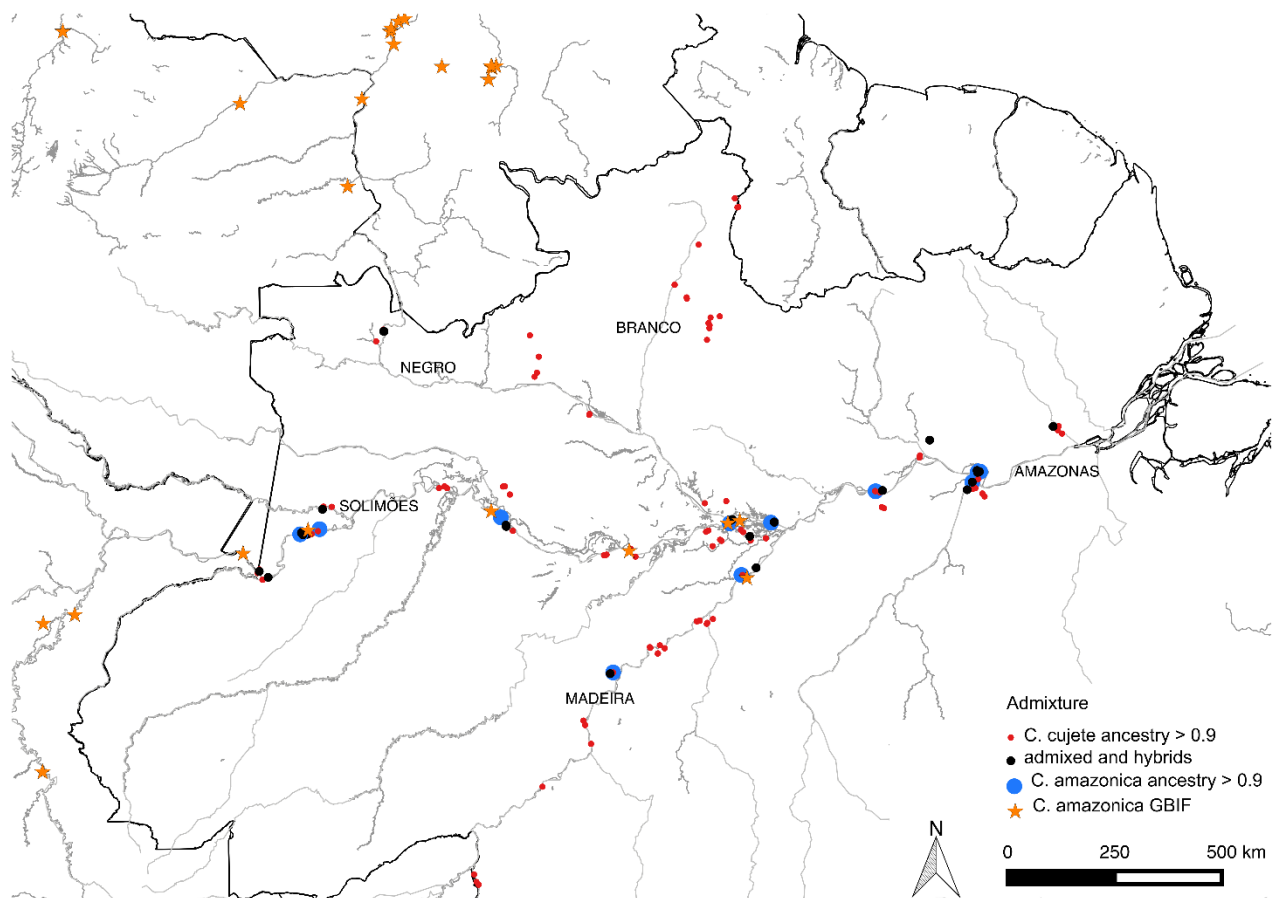 BRANCO
NEGRO
AMAZONAS
SOLIMÕES
MADEIRA
Admixture
C. cujete ancestry > 0.9
admixed and hybrids
C. amazonica ancestry > 0.9
C. amazonica GBIF
N
0 250 500 km